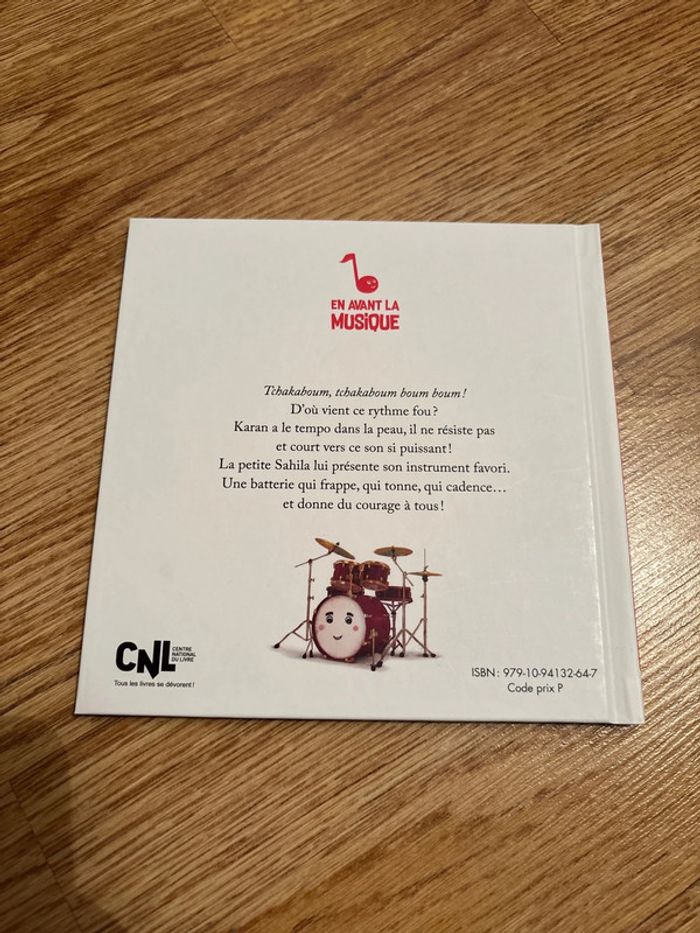 EN AVANT LA
MUSiQUE
Tchakaboum, tchakaboum boum boum !
D'où vient ce rythme fou ?
Karan a le tempo dans la peau, il ne résiste pas
et court vers ce son si puissant !
La petite Sahila lui présente son instrument favori.
Une batterie qui frappe, qui tonne, qui cadence…
et donne du courage à tous !
CNL
CENTRE
NATIONAL
DU LIVRE
Tous les livres se dévorent !
ISBN : 979-10-94132-64-7
Code prix P